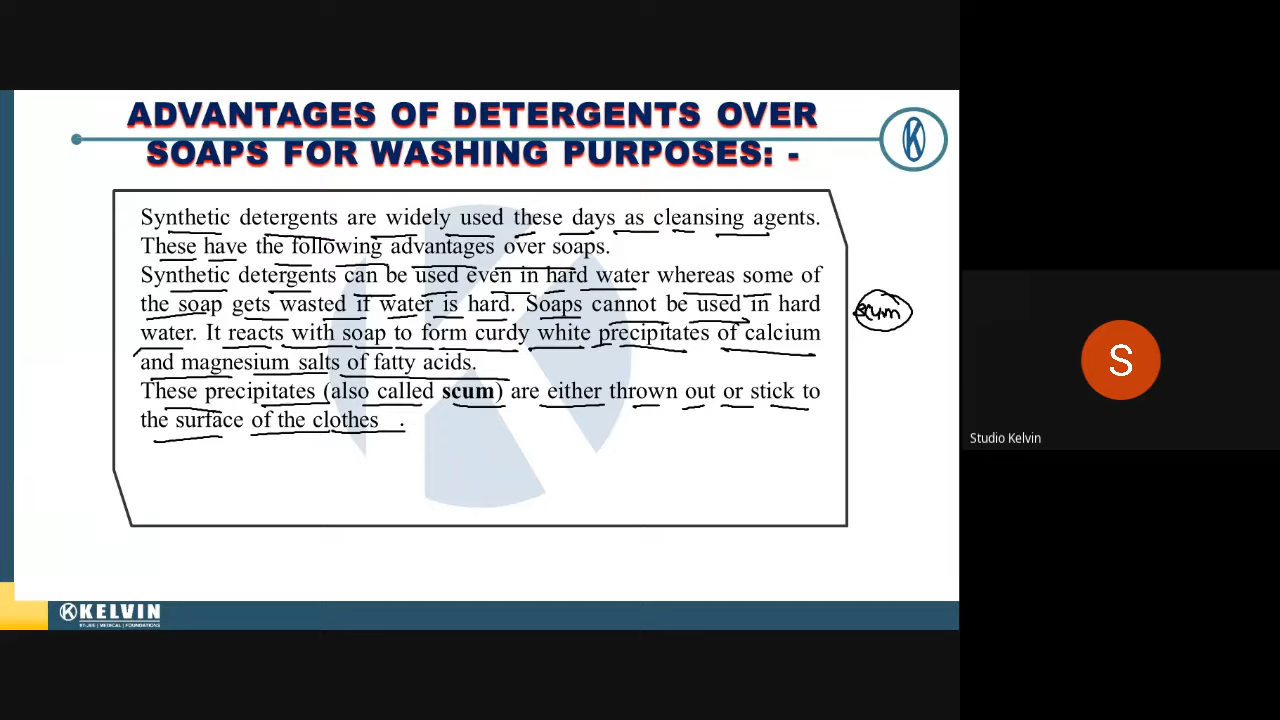 ADVANTAGES OF DETERGENTS OVER
SOAPS FOR WASHING PURPOSES: -
Synthetic detergents are widely used these days as cleansing agents.
These have the following advantages over soaps.
Synthetic detergents can be used even in hard water whereas some of
the soap gets wasted if water is hard. Soaps cannot be used in hard
water. It reacts with soap to form curdy white precipitates of calcium
and magnesium salts of fatty acids.
These precipitates (also called scum) are either thrown out or stick to
the surface of the clothes .
scum
K
S
Studio Kelvin
KELVIN
IIT-JEE | MEDICAL | FOUNDATIONS